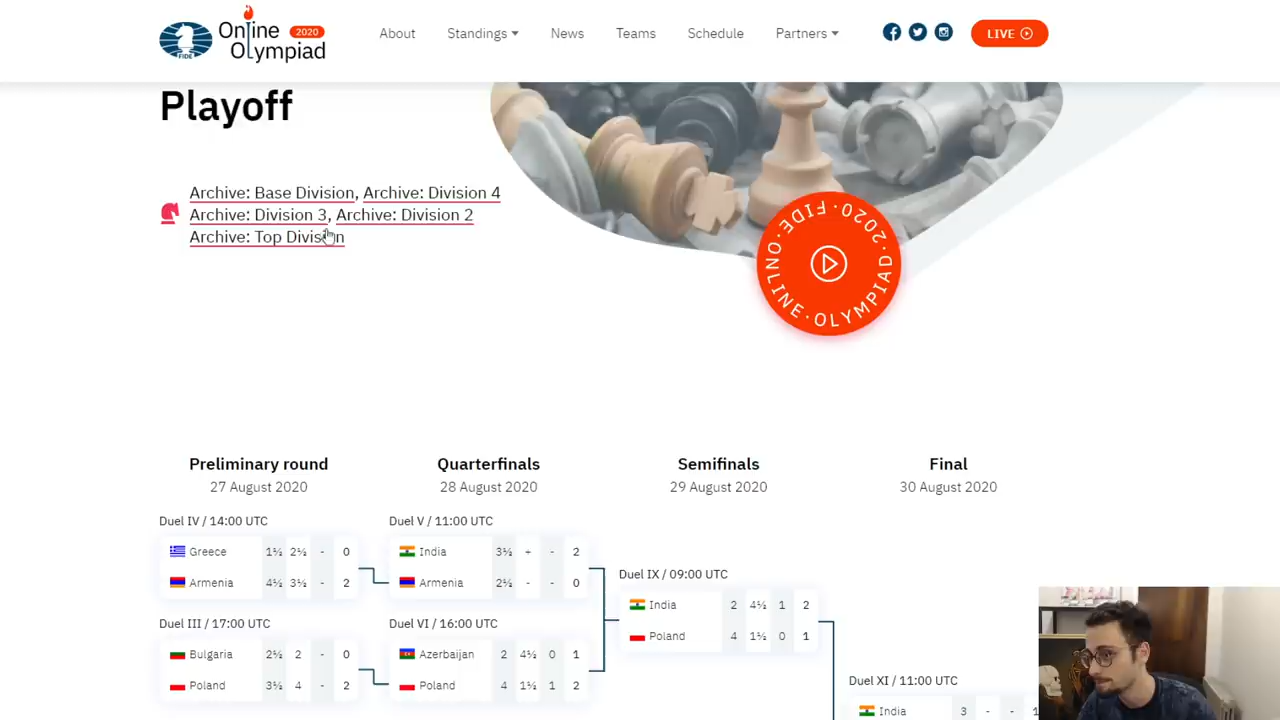 Online 2020
Olympiad
FIDE
About Standings News Teams Schedule Partners
LIVE
Playoff
Archive: Base Division, Archive: Division 4
Archive: Division 3, Archive: Division 2
Archive: Top Division
FIDE · ONLINE · OLYMPIAD · 2020 ·
Preliminary round
27 August 2020
Quarterfinals
28 August 2020
Semifinals
29 August 2020
Final
30 August 2020
Duel IV / 14:00 UTC
Greece 1½ 2½ - 0
Armenia 4½ 3½ - 2
Duel III / 17:00 UTC
Bulgaria 2½ 2 - 0
Poland 3½ 4 - 2
Duel V / 11:00 UTC
India 3½ + - 2
Armenia 2½ - - 0
Duel VI / 16:00 UTC
Azerbaijan 2 4½ 0 1
Poland 4 1½ 1 2
Duel IX / 09:00 UTC
India 2 4½ 1 2
Poland 4 1½ 0 1
Duel XI / 11:00 UTC
India 3 - - 1